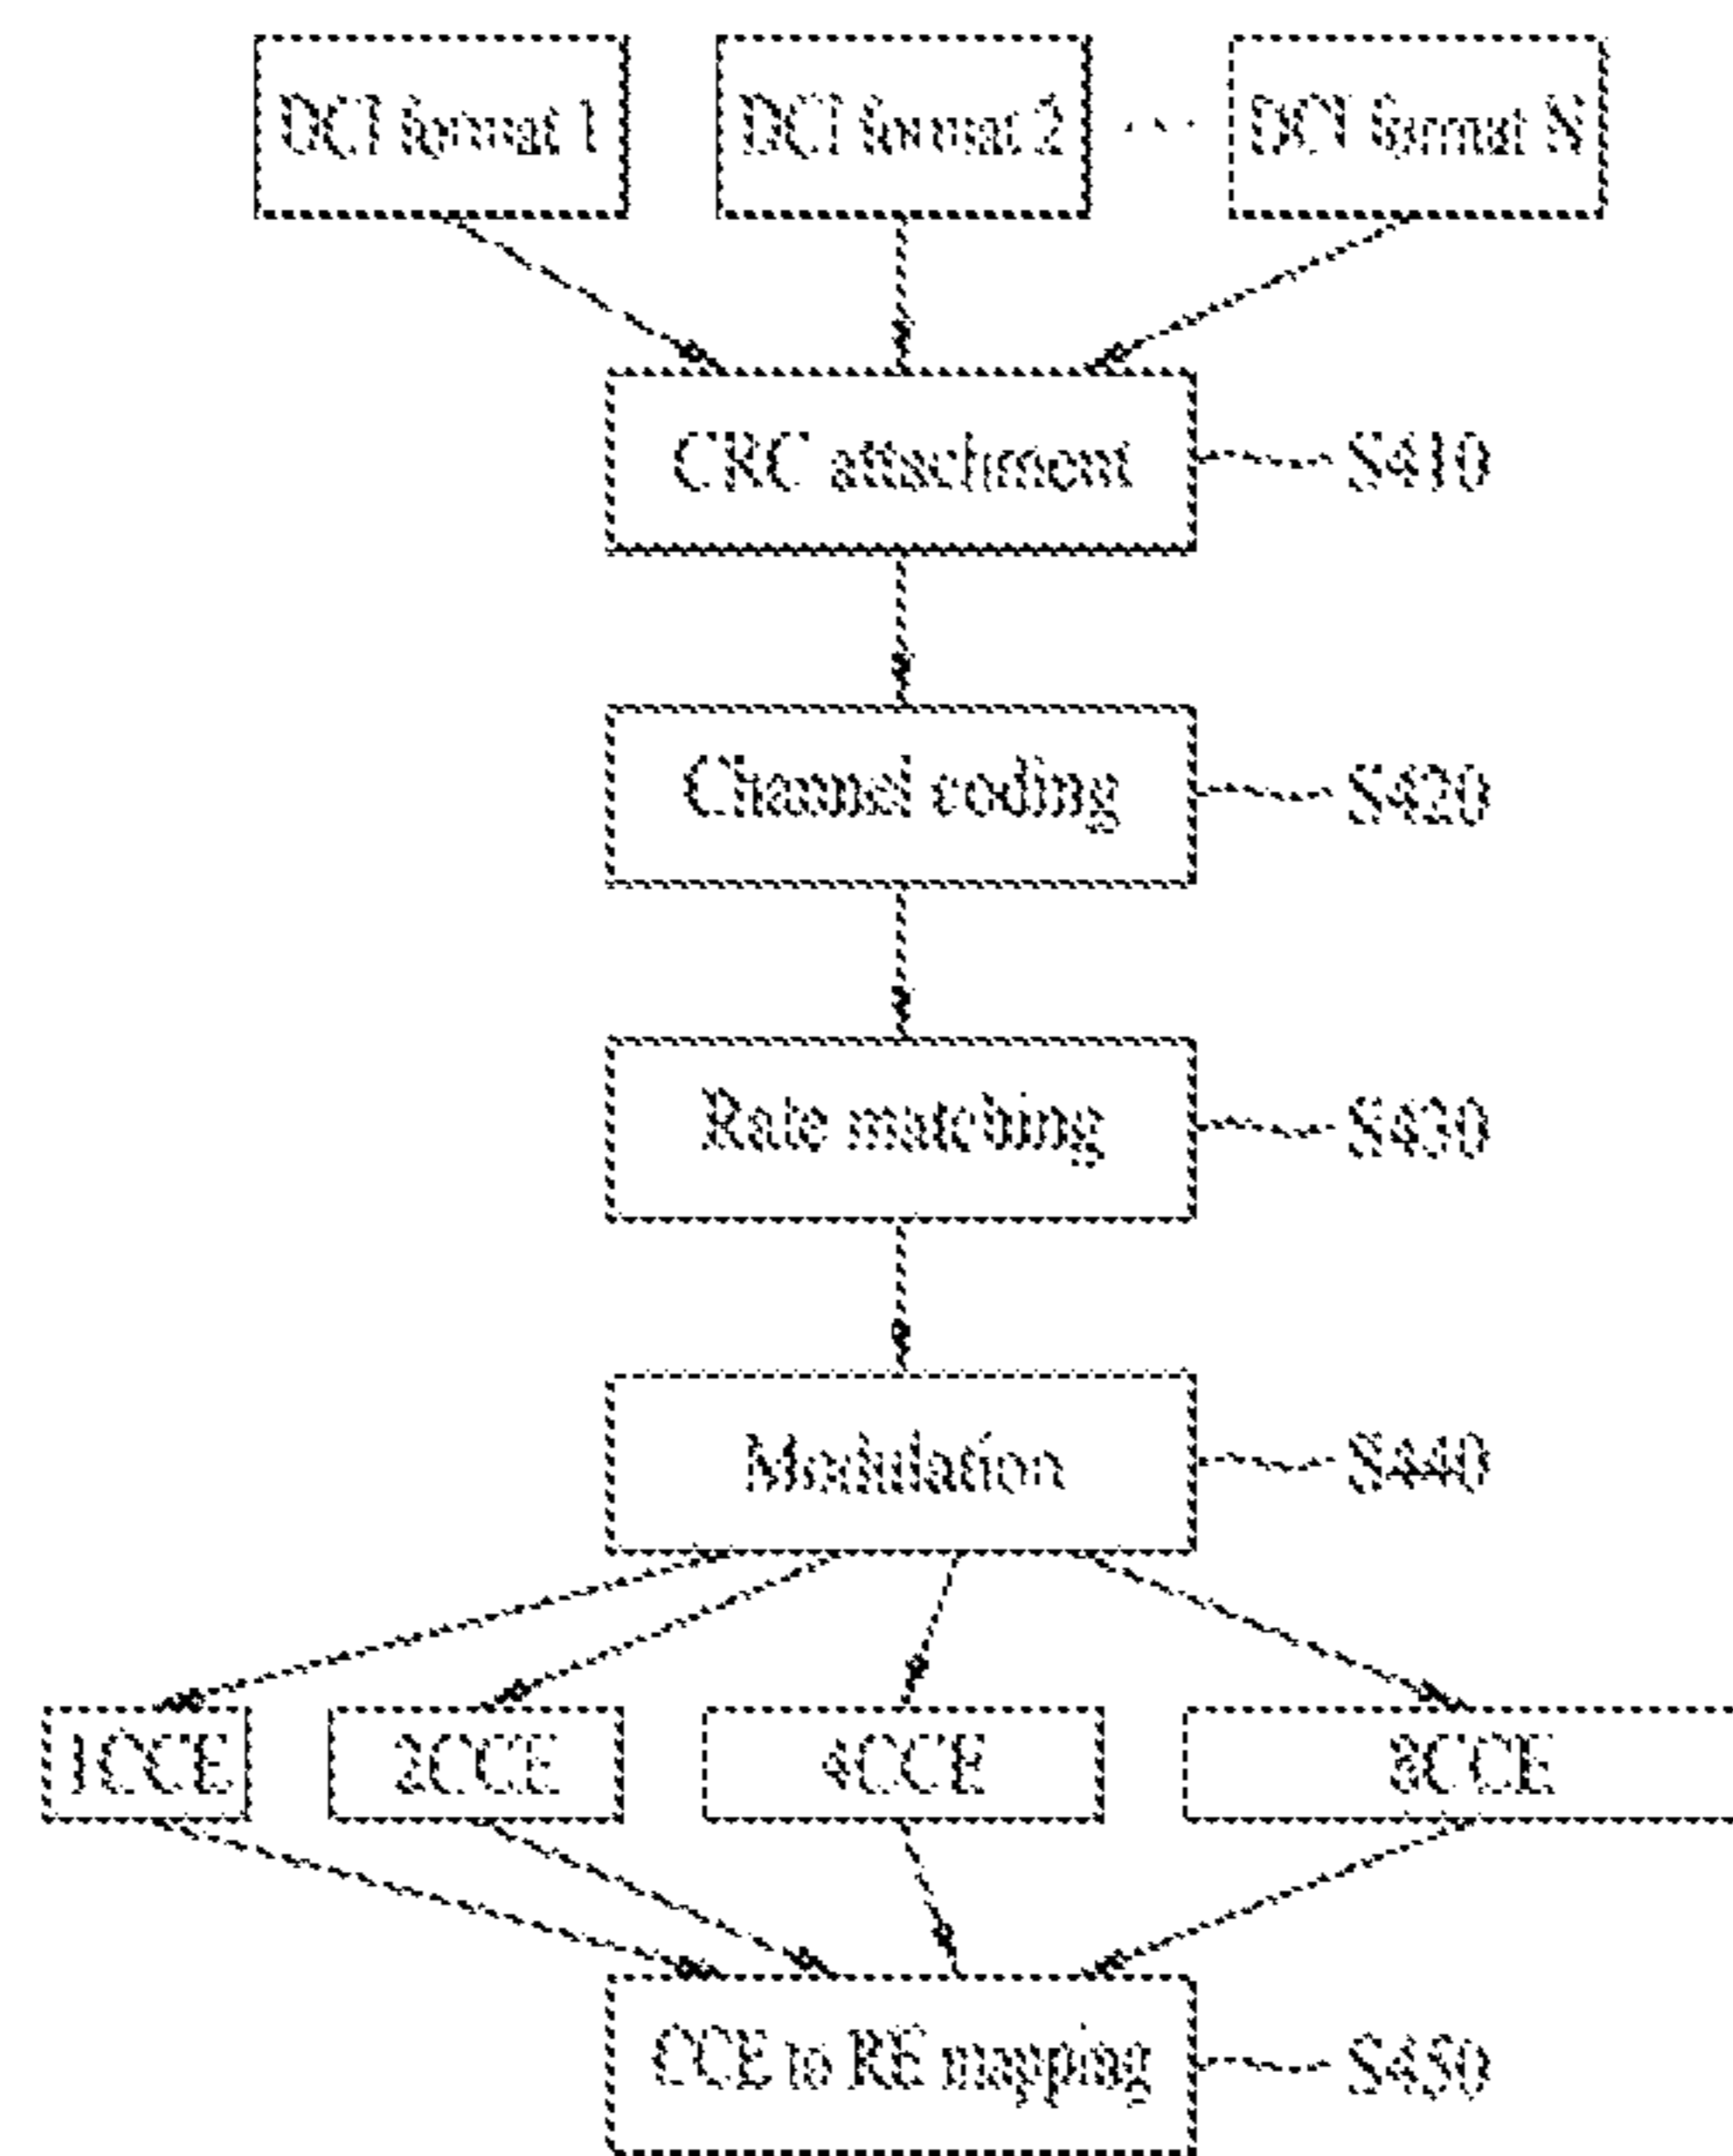 DCI format 1 DCI format 2 ... DCI format N
CRC attachment S410
Channel coding S420
Rate matching S430
Modulation S440
1CCE 2CCE 4CCE 8CCE
CCE to RE mapping S450